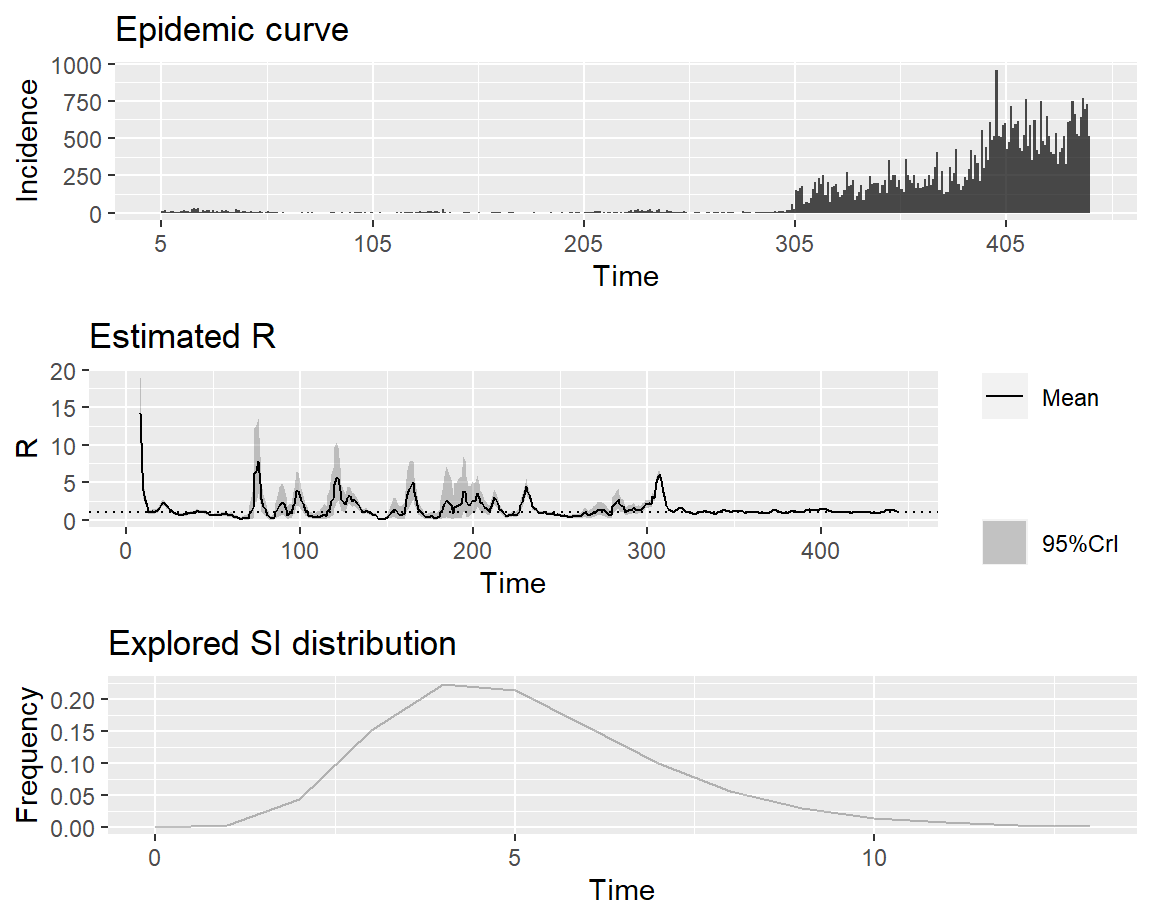 Epidemic curve
1000
750
500
250
0
Incidence
5 105 205 305 405
Time
Estimated R
20
15
10
5
0
R
0 100 200 300 400
Time
Mean
95%CrI
Explored SI distribution
0.20
0.15
0.10
0.05
0.00
Frequency
0 5 10
Time